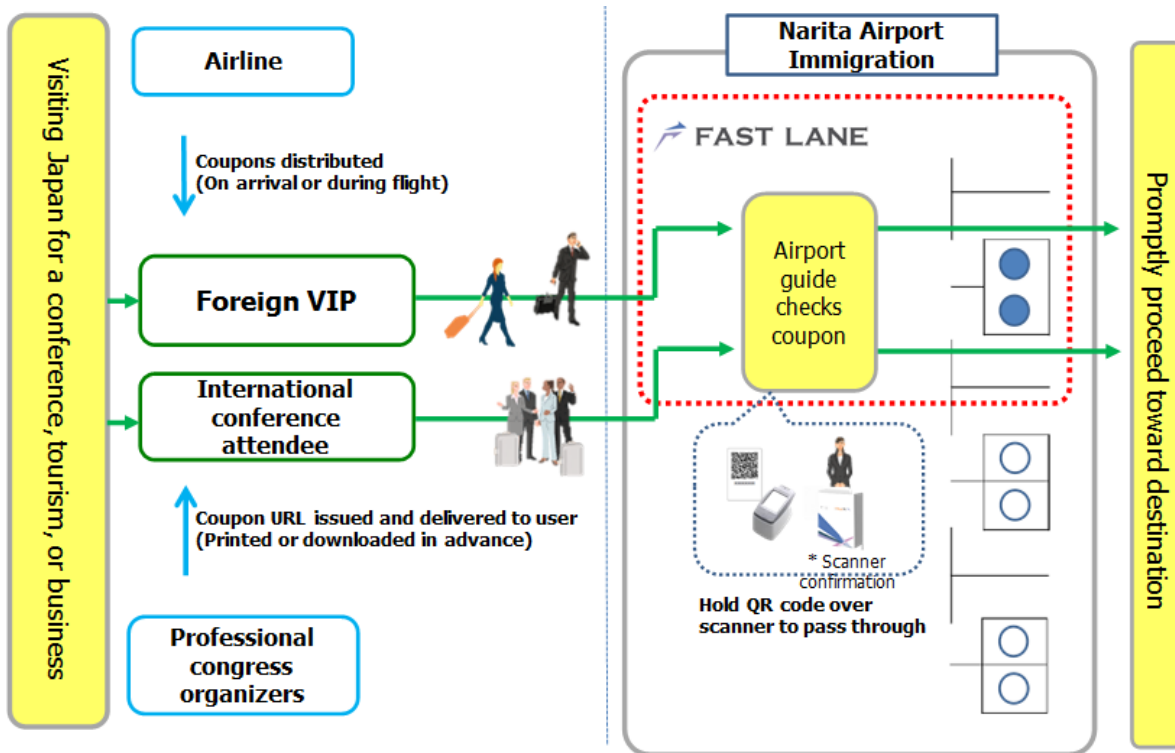 Visiting Japan for a conference, tourism, or business
Airline
Coupons distributed
(On arrival or during flight)
Foreign VIP
International
conference
attendee
Coupon URL issued and delivered to user
(Printed or downloaded in advance)
Professional
congress
organizers
Narita Airport
Immigration
FAST LANE
Airport
guide
checks
coupon
* Scanner
confirmation
Hold QR code over
scanner to pass through
Promptly proceed toward destination